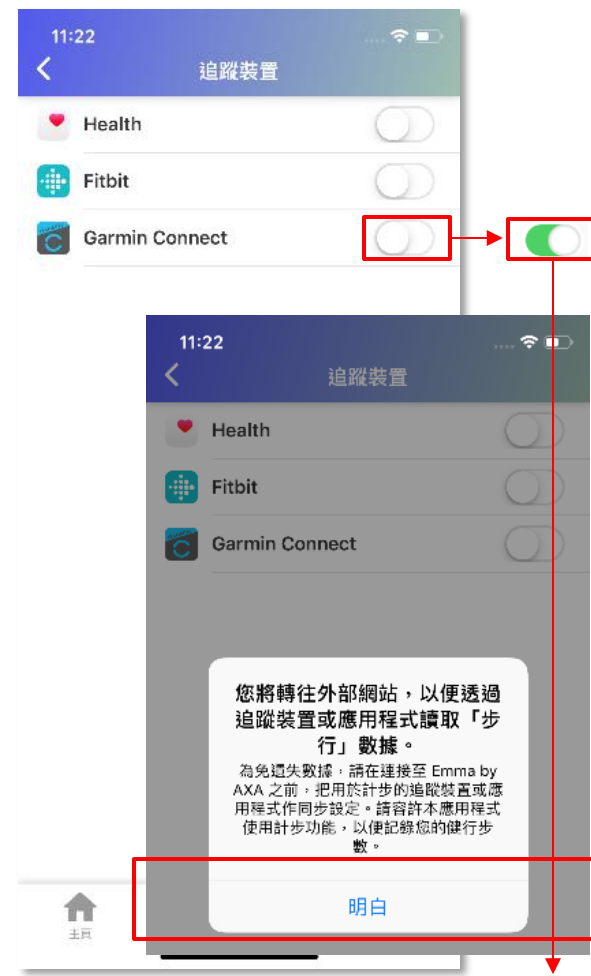 11:22
追蹤裝置
Health
Fitbit
Garmin Connect
11:22
追蹤裝置
Health
Fitbit
Garmin Connect
您將轉往外部網站，以便透過
追蹤裝置或應用程式讀取「步
行」數據。
為免遺失數據，請在連接至 Emma by
AXA 之前，把用於計步的追蹤裝置或應
用程式作同步設定。請容許本應用程式
使用計步功能，以便記錄您的健行步
數。
明白
主頁